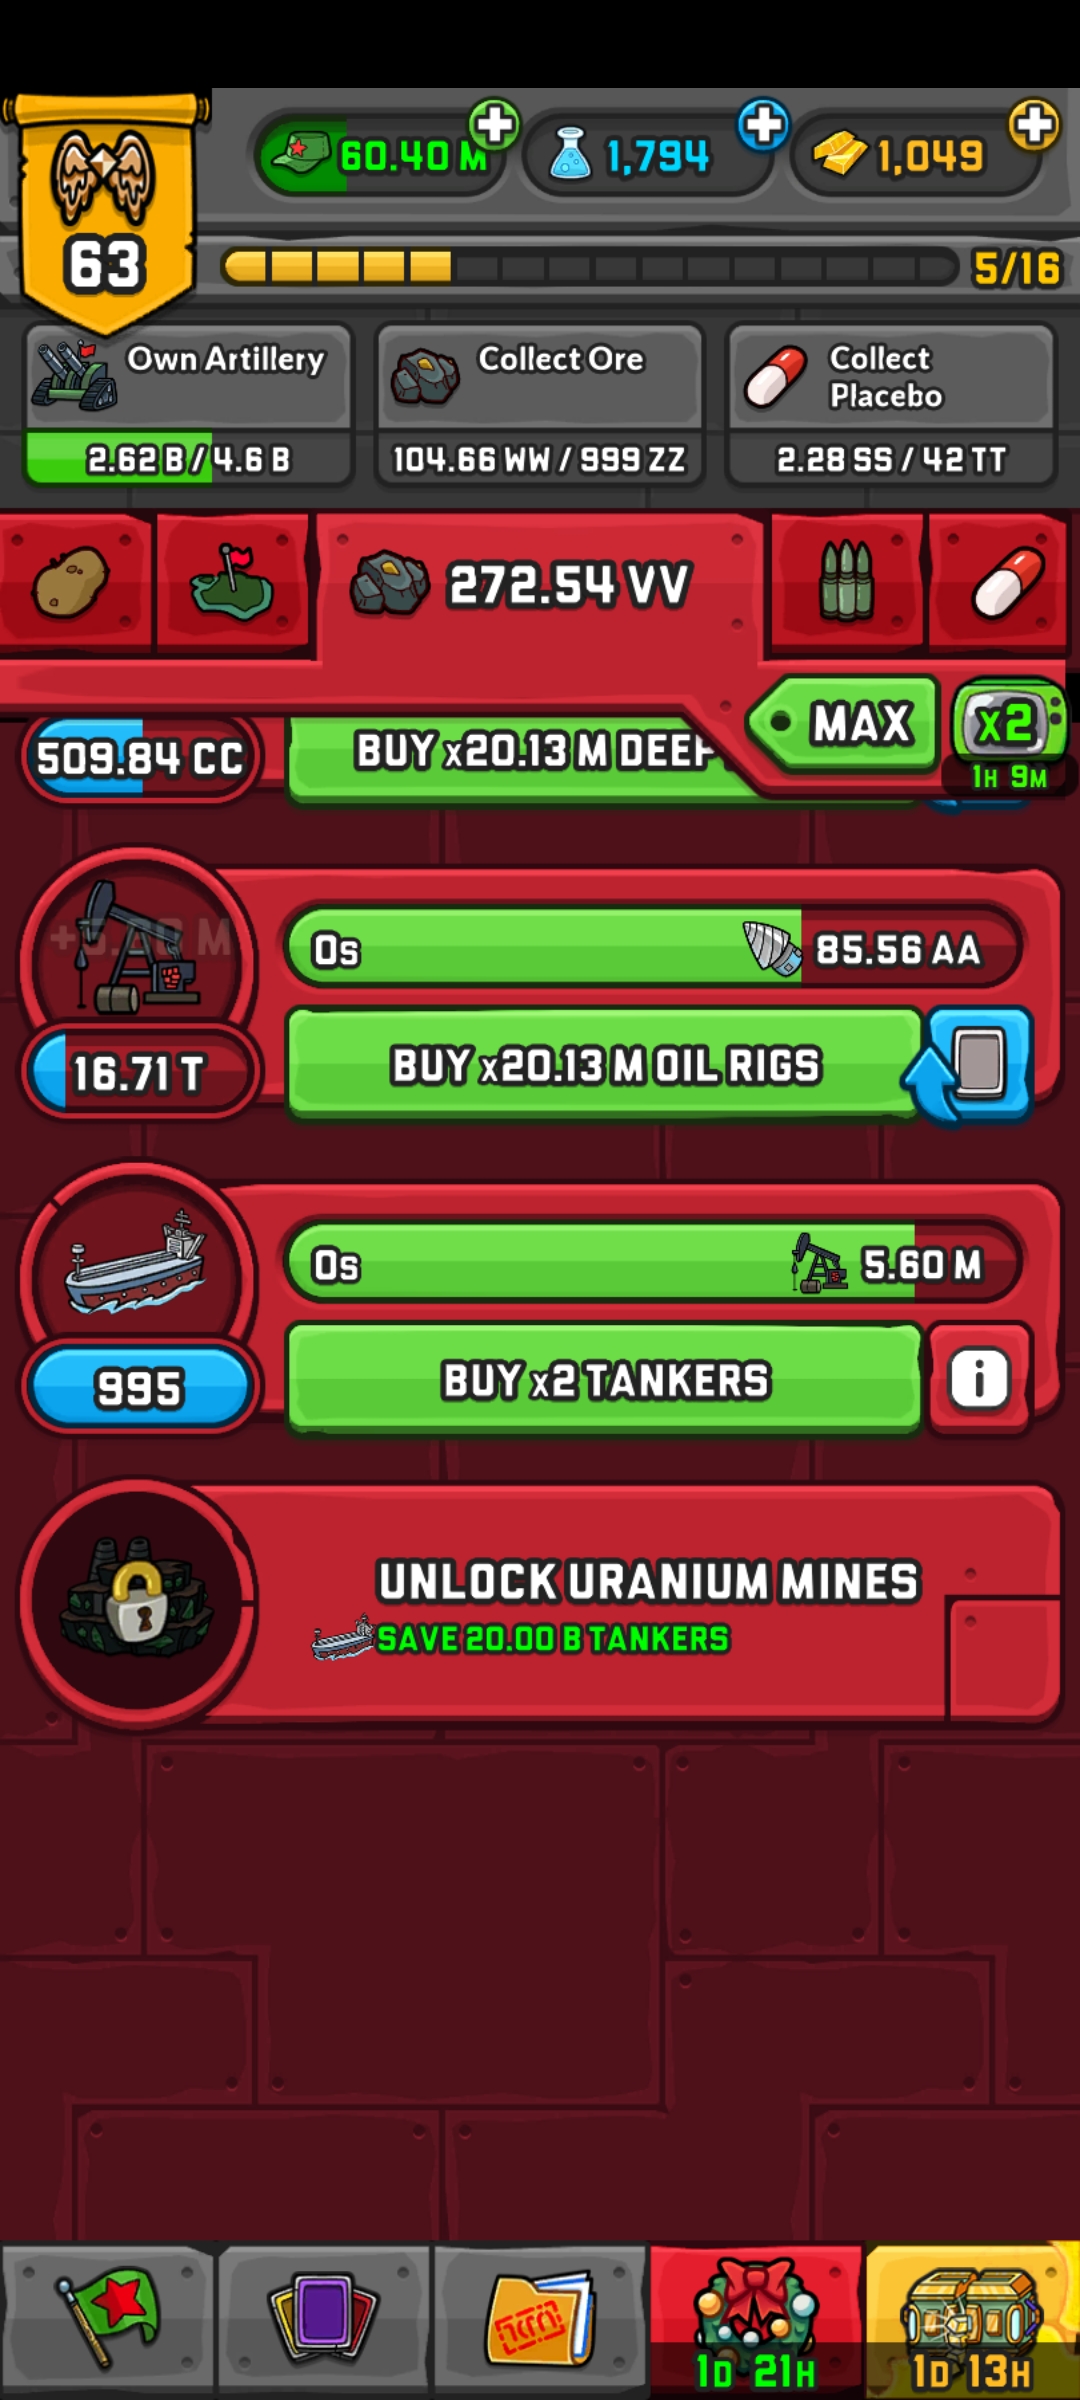 60.40 M
1,794
1,049
63
5/16
Own Artillery
2.62 B / 4.6 B
Collect Ore
104.66 WW / 999 ZZ
Collect
Placebo
2.28 SS / 42 TT
272.54 VV
MAX
x2
1H 9M
509.84 CC
BUY x20.13 M DEEP
0s
85.56 AA
16.71 T
BUY x20.13 M OIL RIGS
0s
5.60 M
995
BUY x2 TANKERS
i
UNLOCK URANIUM MINES
SAVE 20.00 B TANKERS
1D 21H
1D 13H